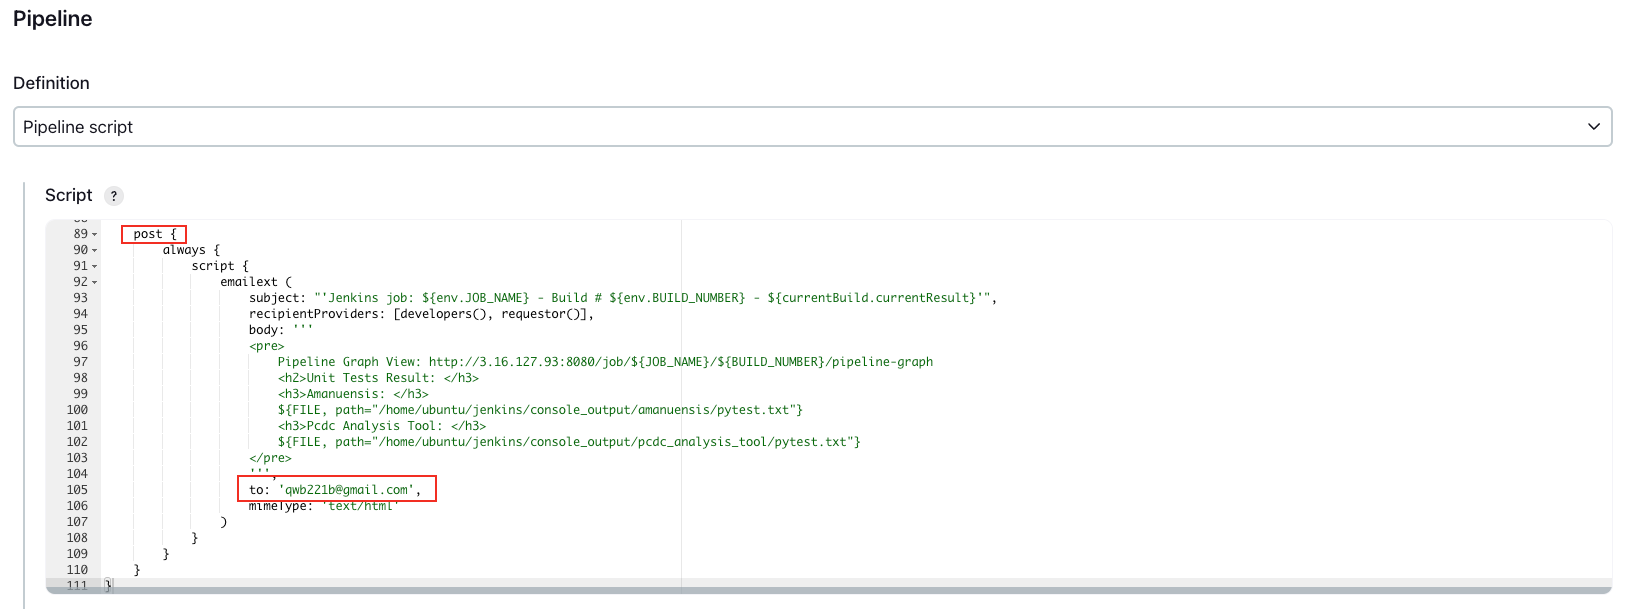 Pipeline
Definition
Pipeline script
Script ?
89 post {
90 always {
91 script {
92 emailext (
93 subject: "'Jenkins job: ${env.JOB_NAME} - Build # ${env.BUILD_NUMBER} - ${currentBuild.currentResult}'",
94 recipientProviders: [developers(), requestor()],
95 body: '''
96 <pre>
97 Pipeline Graph View: http://3.16.127.93:8080/job/${JOB_NAME}/${BUILD_NUMBER}/pipeline-graph
98 <h2>Unit Tests Result: </h3>
99 <h3>Amanuensis: </h3>
100 ${FILE, path="/home/ubuntu/jenkins/console_output/amanuensis/pytest.txt"}
101 <h3>Pcdc Analysis Tool: </h3>
102 ${FILE, path="/home/ubuntu/jenkins/console_output/pcdc_analysis_tool/pytest.txt"}
103 </pre>
104 ''',
105 to: 'qwb221b@gmail.com',
106 mimeType: 'text/html'
107 )
108 }
109 }
110 }
111 }